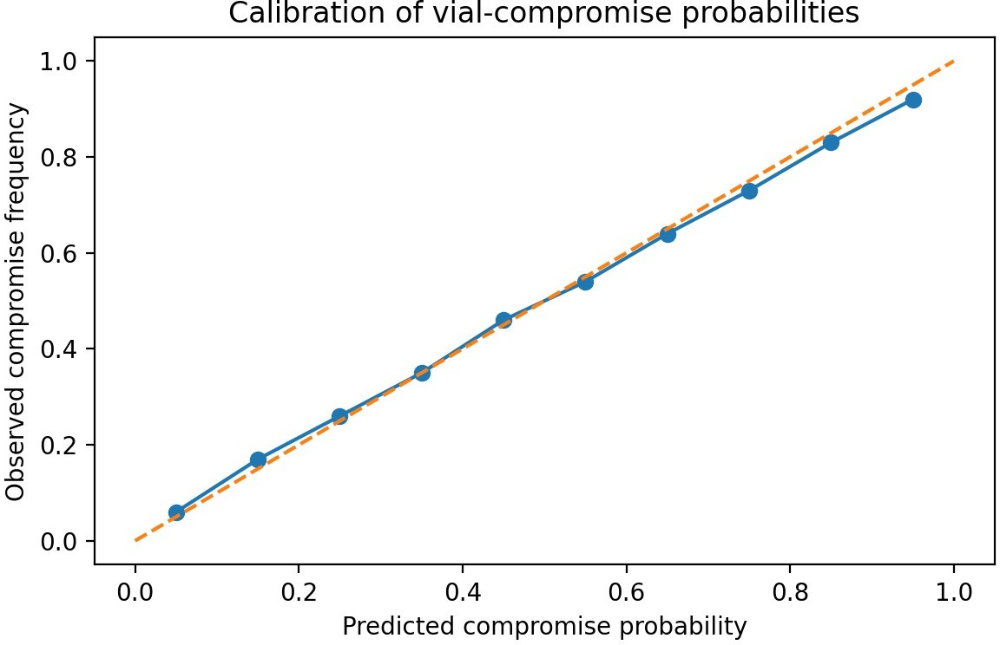 Calibration of vial-compromise probabilities
Observed compromise frequency
1.0
0.8
0.6
0.4
0.2
0.0
0.0 0.2 0.4 0.6 0.8 1.0
Predicted compromise probability